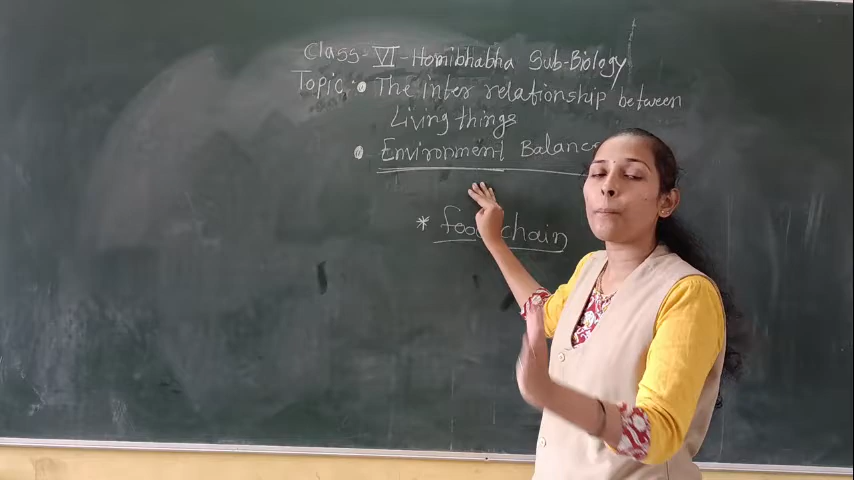 Class-VI-Homibhabha Sub-Biology
Topic:• The inter relationship between
Living things
• Environment Balance
* food chain